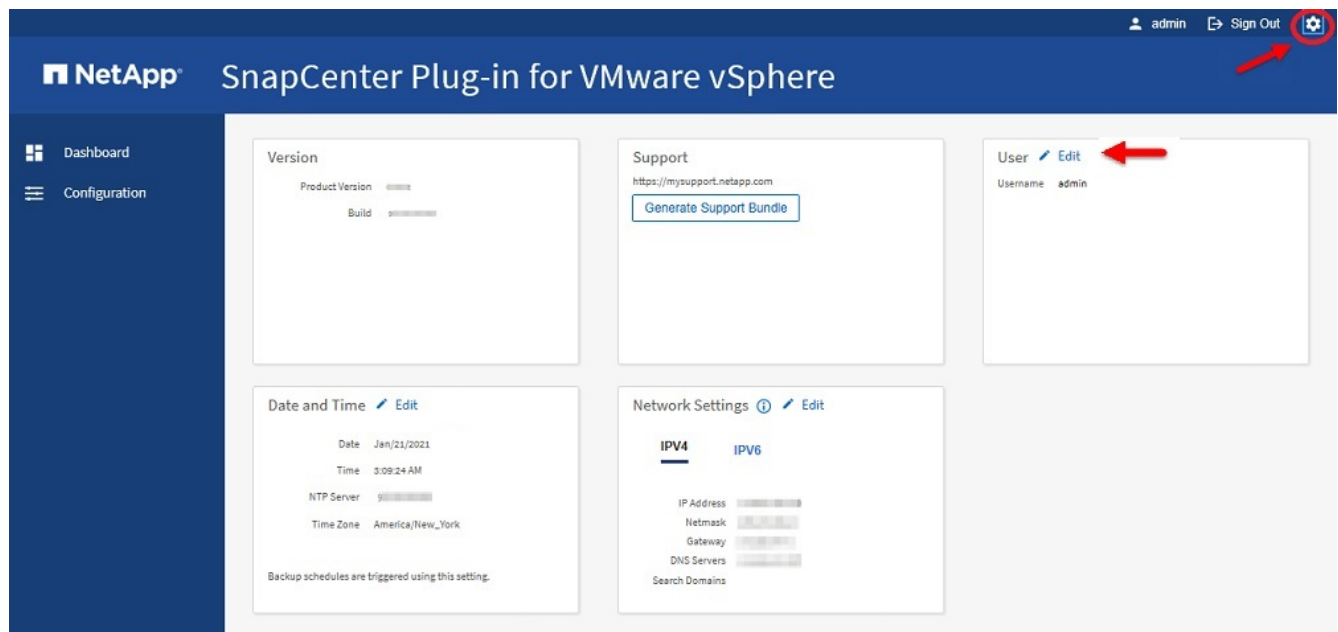 admin Sign Out
NetApp® SnapCenter Plug-in for VMware vSphere
Dashboard
Configuration
Version
Product Version
Build
Support
https://mysupport.netapp.com
Generate Support Bundle
User Edit
Username admin
Date and Time Edit
Date Jan/21/2021
Time 3:09:24 AM
NTP Server
Time Zone America/New_York
Backup schedules are triggered using this setting.
Network Settings Edit
IPV4 IPV6
IP Address
Netmask
Gateway
DNS Servers
Search Domains